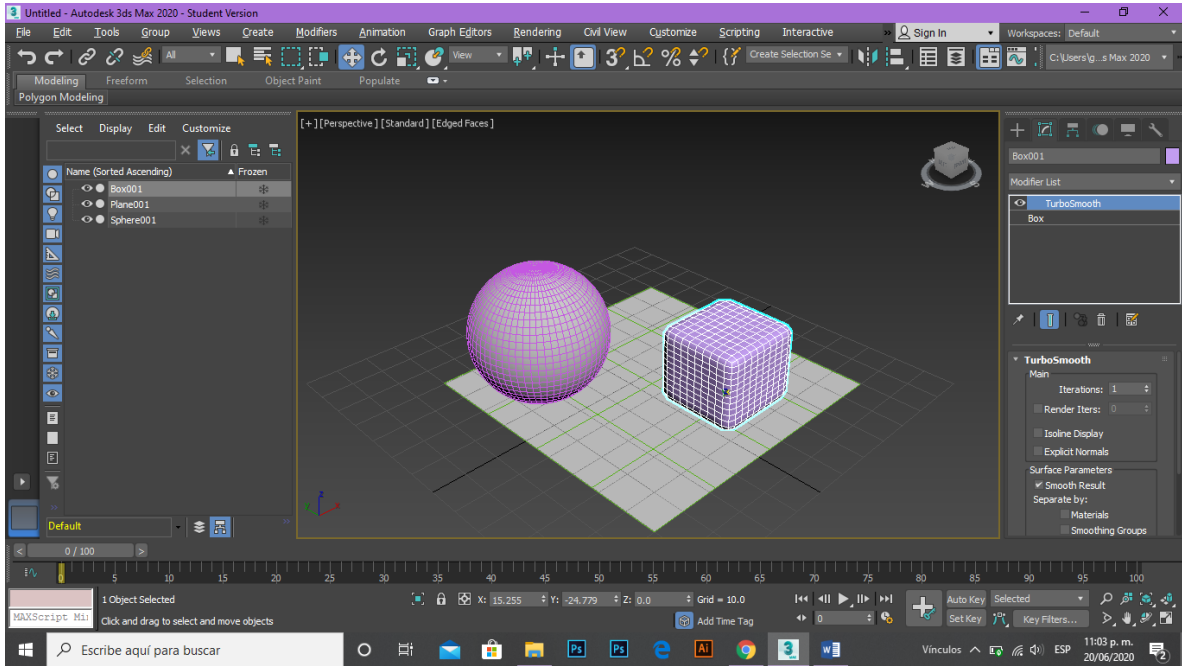 Untitled - Autodesk 3ds Max 2020 - Student Version
File Edit Tools Group Views Create Modifiers Animation Graph Editors Rendering Civil View Customize Scripting Interactive » Sign In Workspaces: Default
All View Create Selection Se C:\Users\g...s Max 2020
Modeling Freeform Selection Object Paint Populate
Polygon Modeling
Select Display Edit Customize
[+] [Perspective] [Standard] [Edged Faces]
Name (Sorted Ascending) ▲ Frozen
Box001
Plane001
Sphere001
Box001
Modifier List
TurboSmooth
Box
TurboSmooth
Main
Iterations: 1
Render Iters: 0
Isoline Display
Explicit Normals
Surface Parameters
Smooth Result
Separate by:
Materials
Smoothing Groups
z
Default
< 0 / 100 >
0 5 10 15 20 25 30 35 40 45 50 55 60 65 70 75 80 85 90 95 100
1 Object Selected X: 15.255 Y: -24.779 Z: 0.0 Grid = 10.0 Auto Key Selected
MAXScript Mi Click and drag to select and move objects Add Time Tag 0 Set Key Key Filters...
Escribe aquí para buscar Ps Ps Ai 3 Vínculos ESP 11:03 p. m.
20/06/2020 2